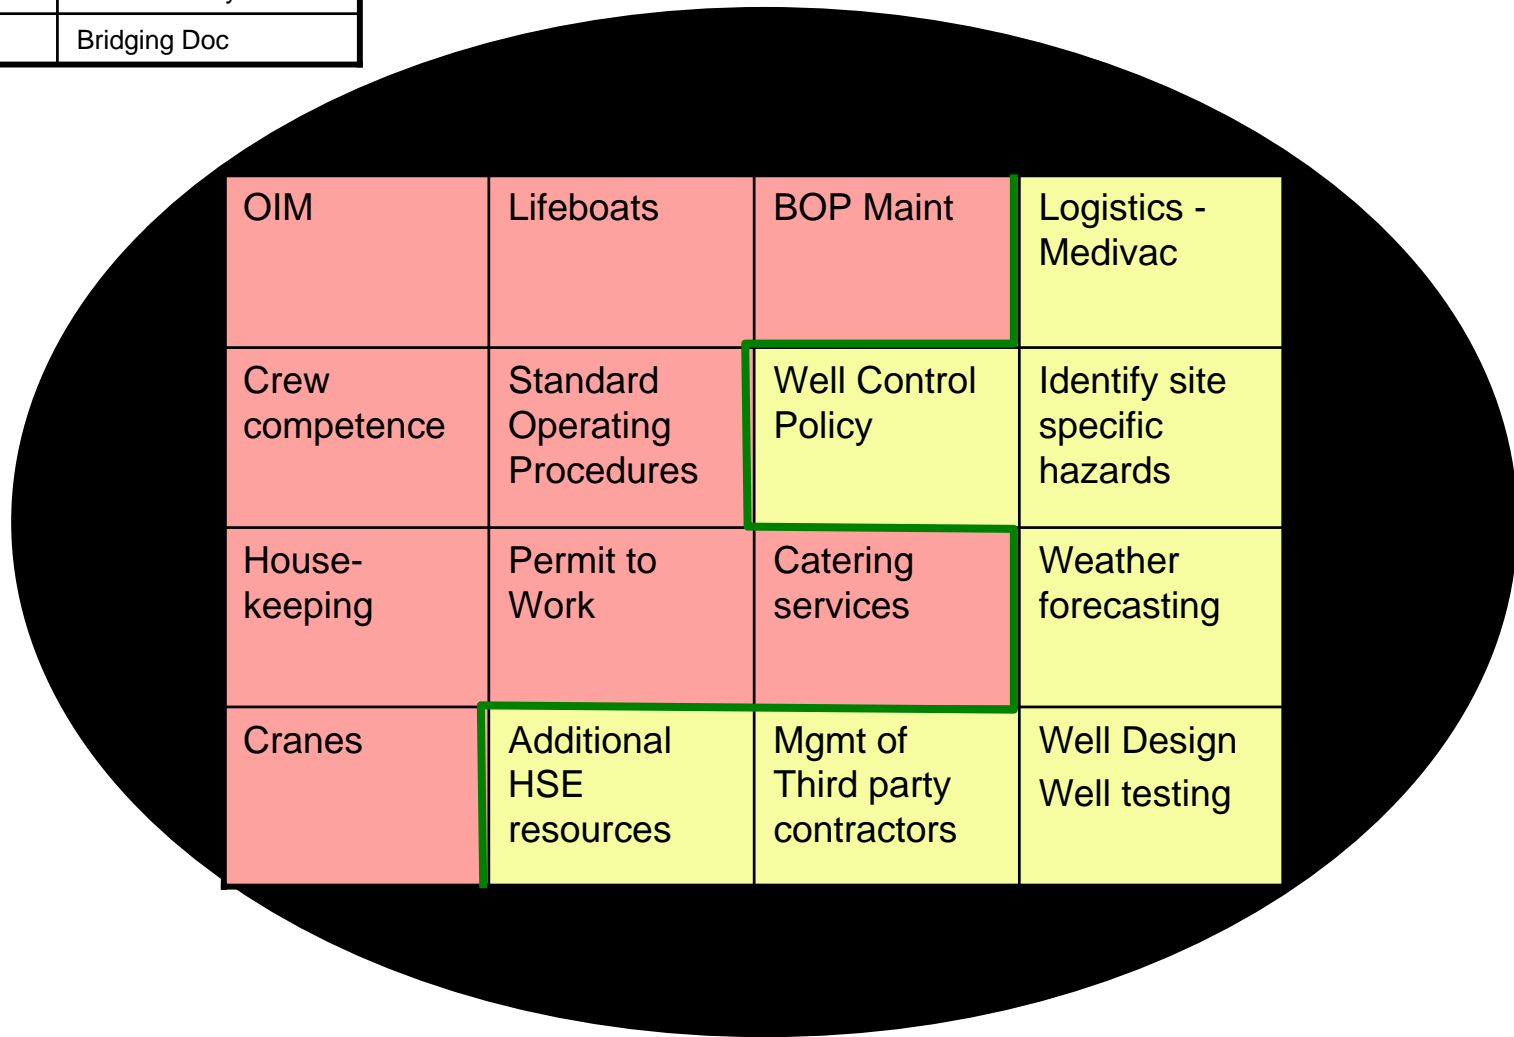 Bridging Doc
OIM
Lifeboats
BOP Maint
Logistics -
Medivac
Crew
competence
Standard
Operating
Procedures
Well Control
Policy
Identify site
specific
hazards
House-
keeping
Permit to
Work
Catering
services
Weather
forecasting
Cranes
Additional
HSE
resources
Mgmt of
Third party
contractors
Well Design
Well testing